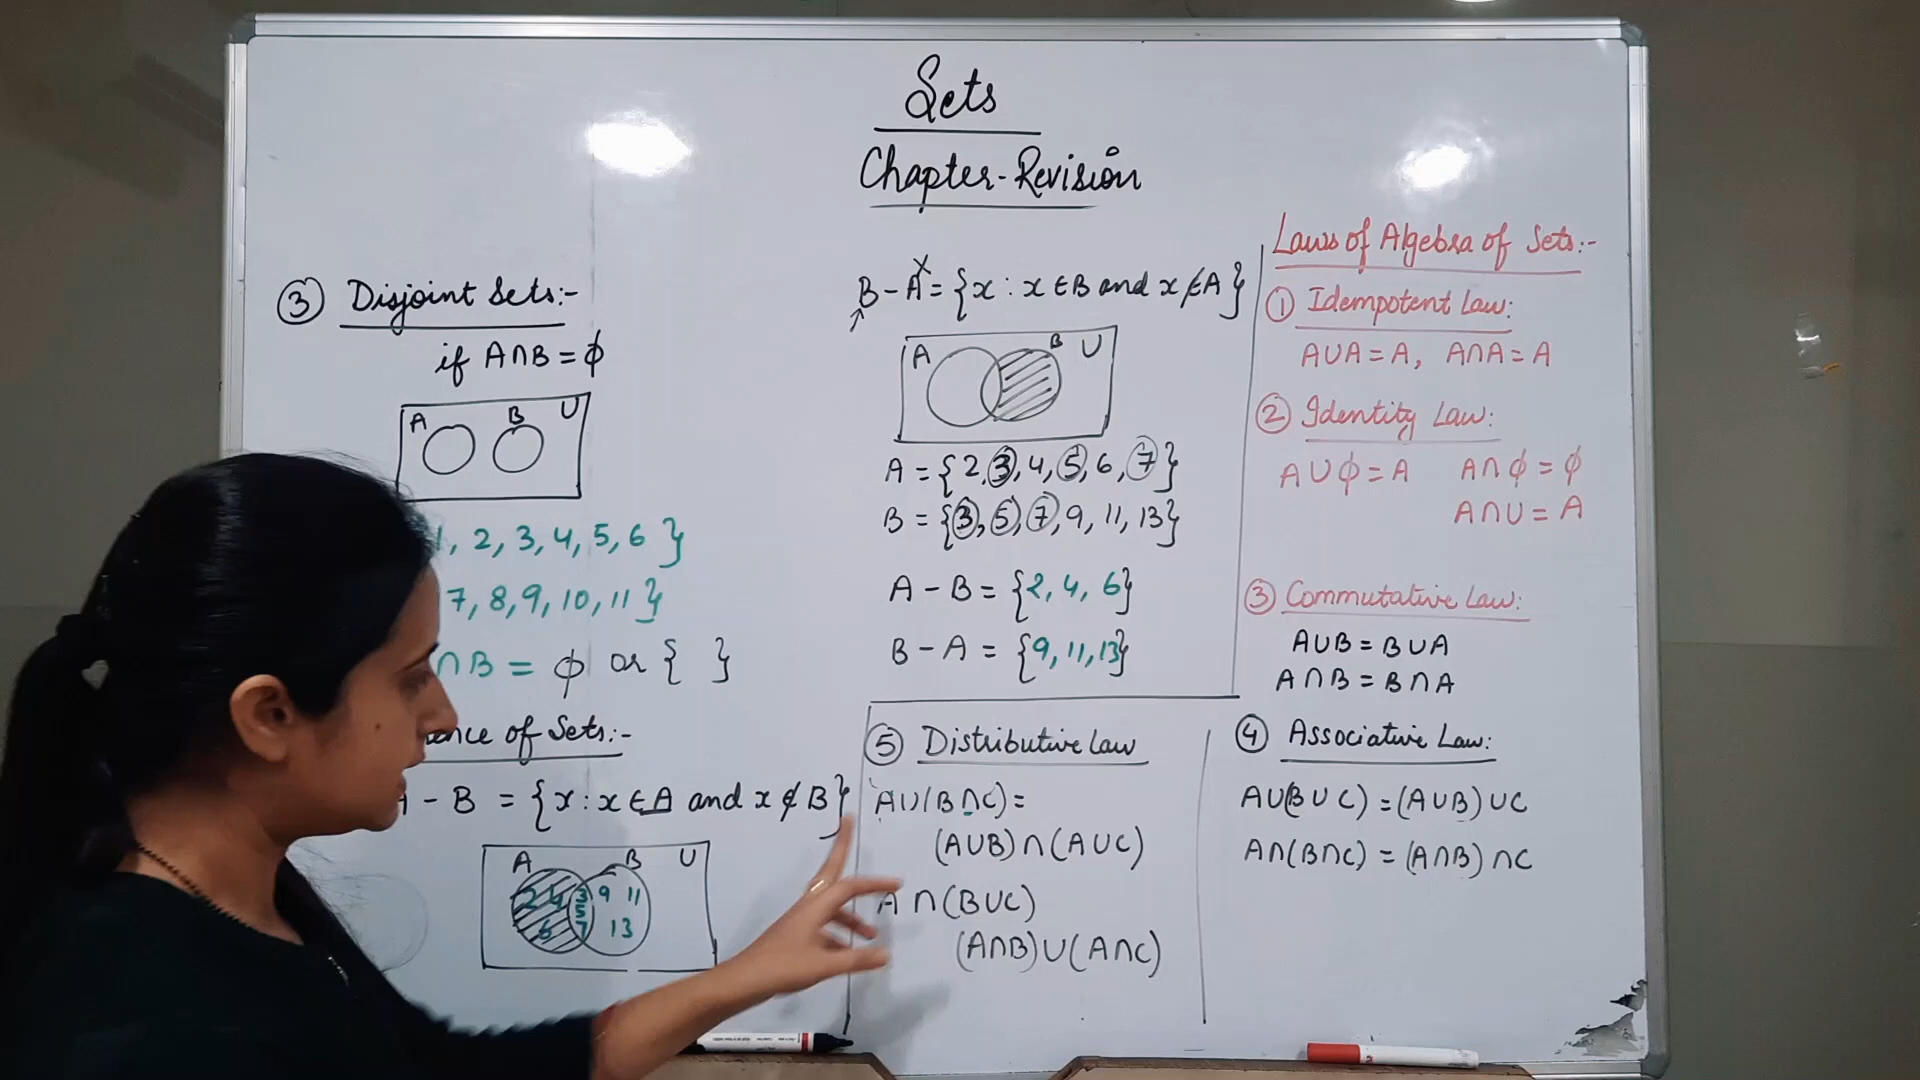 Sets
Chapter-Revision
③ Disjoint Sets:-
if A∩B = ϕ
A B U
1, 2, 3, 4, 5, 6 }
7, 8, 9, 10, 11 }
∩ B = ϕ or { }
of Sets:-
- B = {x : x ∈ A and x ∉ B}
A B U
2 4 3 9 11
5
6 7 13
B - A = {x : x ∈ B and x ∉ A}
A B U
A = {2, 3, 4, 5, 6, 7}
B = {3, 5, 7, 9, 11, 13}
A - B = {2, 4, 6}
B - A = {9, 11, 13}
⑤ Distributive Law
A∪(B∩C) =
(A∪B)∩(A∪C)
A∩(B∪C)
(A∩B)∪(A∩C)
Laws of Algebra of Sets:-
① Idempotent Law:
A∪A = A, A∩A = A
② Identity Law:
A∪ϕ = A A∩ϕ = ϕ
A∩U = A
③ Commutative Law:
A∪B = B∪A
A∩B = B∩A
④ Associative Law:
A∪(B∪C) = (A∪B)∪C
A∩(B∩C) = (A∩B)∩C